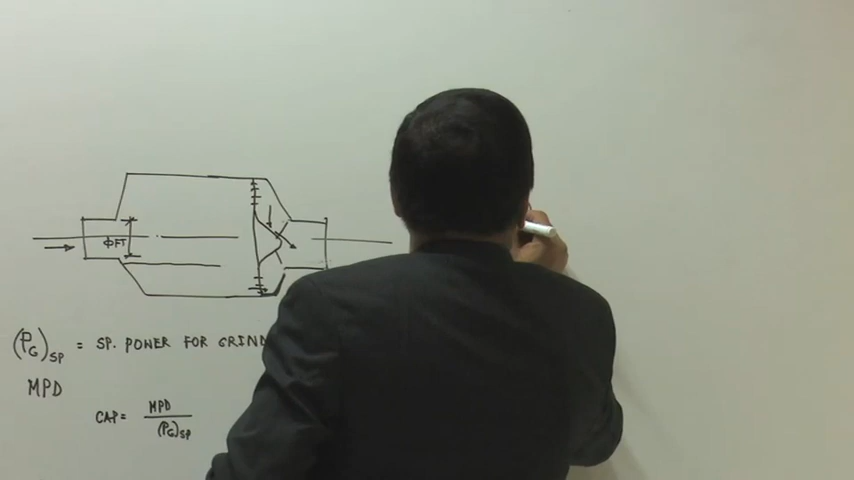 ΦFT
(PG)SP = SP. POWER FOR GRIND
MPD
CAP = MPD / (PG)SP